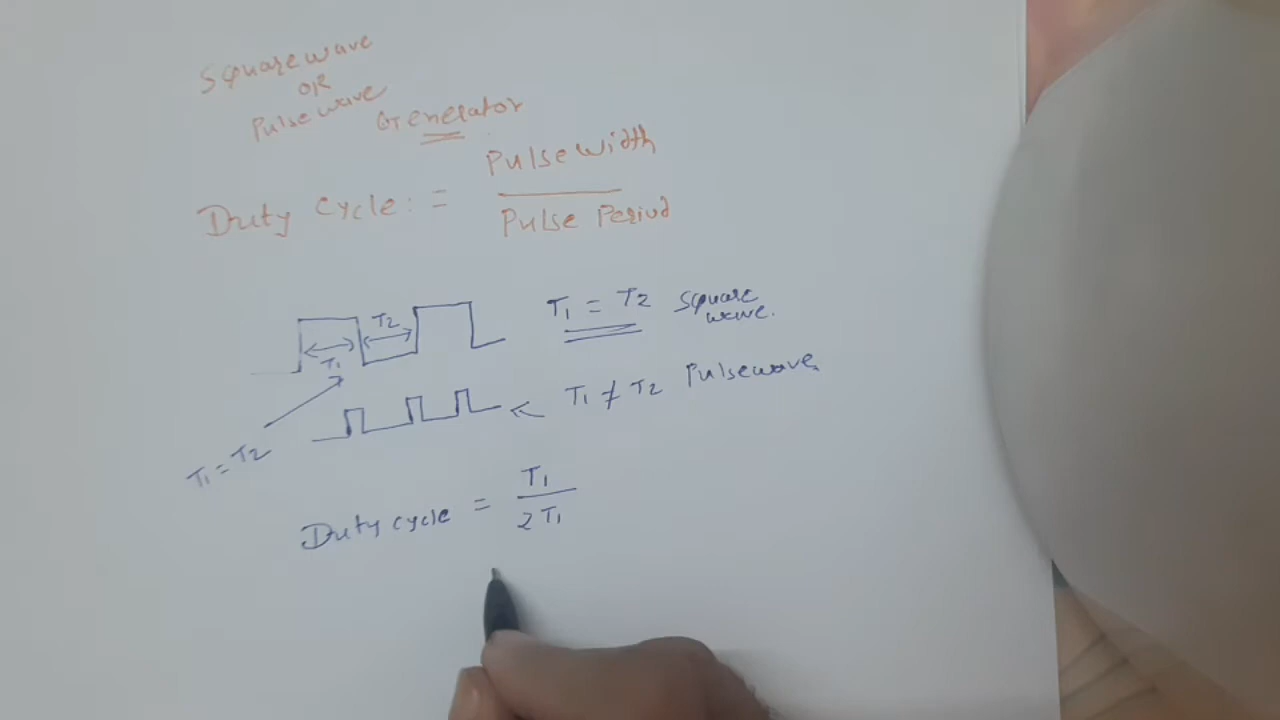 Squarewave
OR
Pulsewave
Generator
Duty Cycle: = Pulsewidth
Pulse Period
T2
T1
T1 = T2 Square
wave.
T1 ≠ T2 Pulsewave.
T1 = T2
Duty cycle = T1
2T1